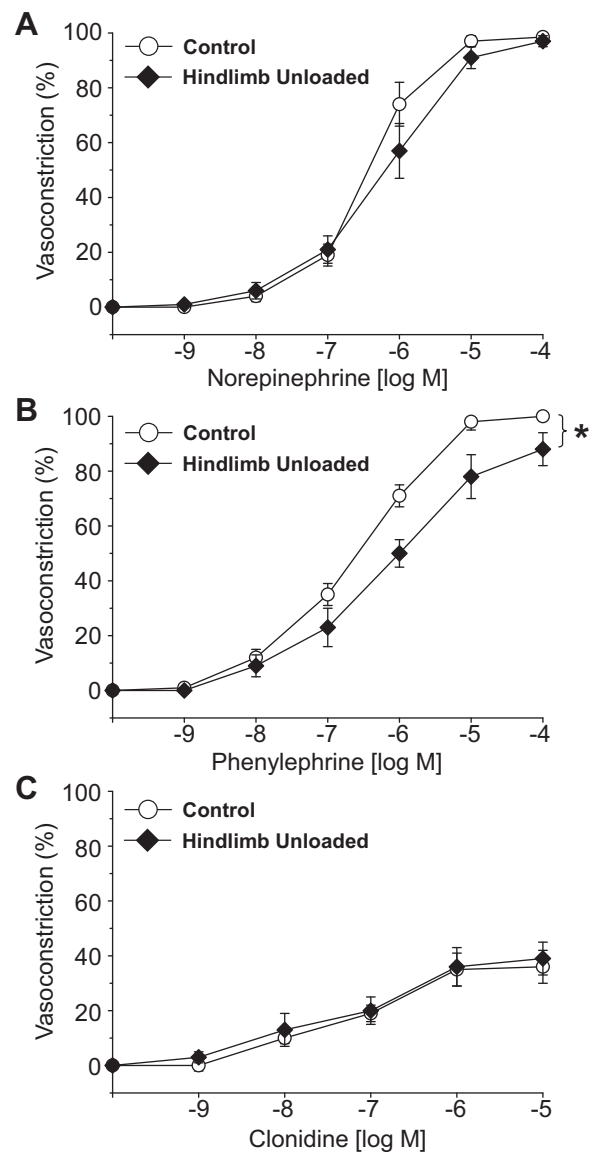 A
100
80
60
40
20
0
Vasoconstriction (%)
Control
Hindlimb Unloaded
-9 -8 -7 -6 -5 -4
Norepinephrine [log M]
B
100
80
60
40
20
0
Vasoconstriction (%)
Control
Hindlimb Unloaded
*
-9 -8 -7 -6 -5 -4
Phenylephrine [log M]
C
100
80
60
40
20
0
Vasoconstriction (%)
Control
Hindlimb Unloaded
-9 -8 -7 -6 -5
Clonidine [log M]